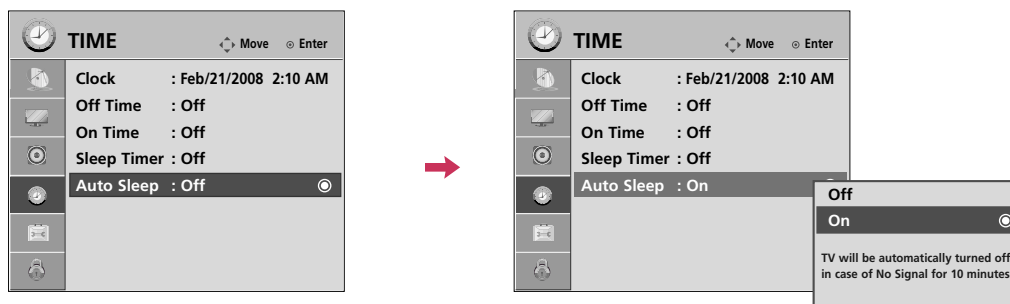 TIME
Move Enter
Clock : Feb/21/2008 2:10 AM
Off Time : Off
On Time : Off
Sleep Timer : Off
Auto Sleep : Off
TIME
Move Enter
Clock : Feb/21/2008 2:10 AM
Off Time : Off
On Time : Off
Sleep Timer : Off
Auto Sleep : On
Off
On
TV will be automatically turned off
in case of No Signal for 10 minutes